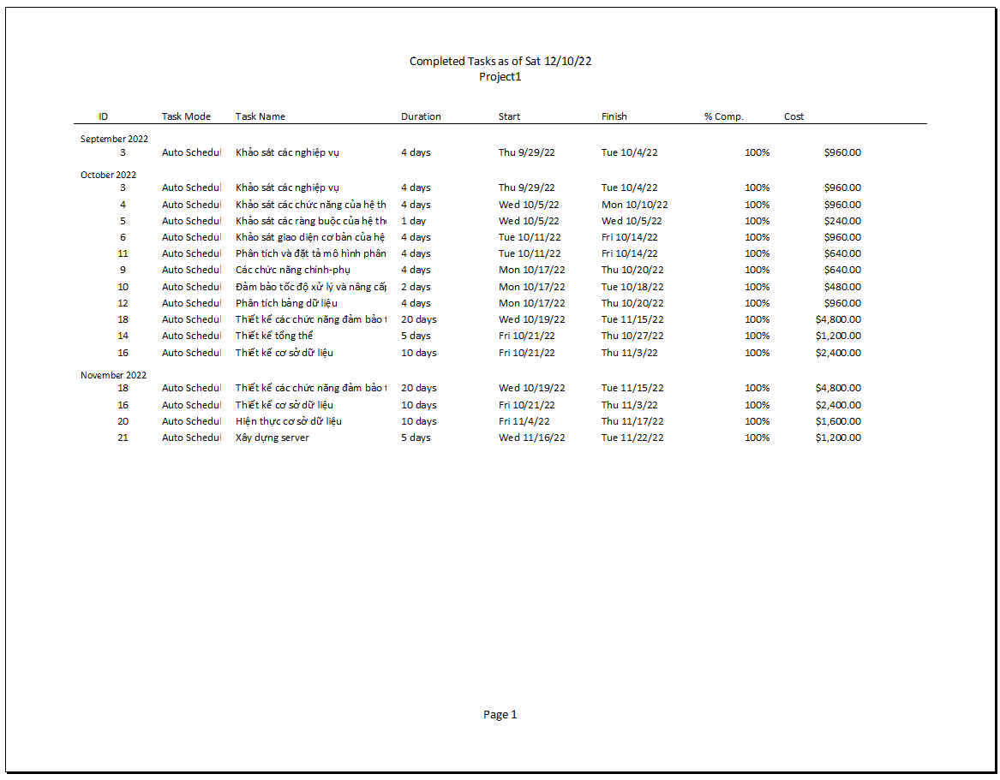 Completed Tasks as of Sat 12/10/22
Project1
ID Task Mode Task Name Duration Start Finish % Comp. Cost
September 2022
3 Auto Schedul Khảo sát các nghiệp vụ 4 days Thu 9/29/22 Tue 10/4/22 100% $960.00
October 2022
3 Auto Schedul Khảo sát các nghiệp vụ 4 days Thu 9/29/22 Tue 10/4/22 100% $960.00
4 Auto Schedul Khảo sát các chức năng của hệ th 4 days Wed 10/5/22 Mon 10/10/22 100% $960.00
5 Auto Schedul Khảo sát các ràng buộc của hệ th 1 day Wed 10/5/22 Wed 10/5/22 100% $240.00
6 Auto Schedul Khảo sát giao diện cơ bản của hệ 4 days Tue 10/11/22 Fri 10/14/22 100% $960.00
11 Auto Schedul Phân tích và đặt tả mô hình phân 4 days Tue 10/11/22 Fri 10/14/22 100% $640.00
9 Auto Schedul Các chức năng chính-phụ 4 days Mon 10/17/22 Thu 10/20/22 100% $640.00
10 Auto Schedul Đảm bảo tốc độ xử lý và nâng cấp 2 days Mon 10/17/22 Tue 10/18/22 100% $480.00
12 Auto Schedul Phân tích bảng dữ liệu 4 days Mon 10/17/22 Thu 10/20/22 100% $960.00
18 Auto Schedul Thiết kế các chức năng đảm bảo t 20 days Wed 10/19/22 Tue 11/15/22 100% $4,800.00
14 Auto Schedul Thiết kế tổng thể 5 days Fri 10/21/22 Thu 10/27/22 100% $1,200.00
16 Auto Schedul Thiết kế cơ sở dữ liệu 10 days Fri 10/21/22 Thu 11/3/22 100% $2,400.00
November 2022
18 Auto Schedul Thiết kế các chức năng đảm bảo t 20 days Wed 10/19/22 Tue 11/15/22 100% $4,800.00
16 Auto Schedul Thiết kế cơ sở dữ liệu 10 days Fri 10/21/22 Thu 11/3/22 100% $2,400.00
20 Auto Schedul Hiện thực cơ sở dữ liệu 10 days Fri 11/4/22 Thu 11/17/22 100% $1,600.00
21 Auto Schedul Xây dựng server 5 days Wed 11/16/22 Tue 11/22/22 100% $1,200.00
Page 1